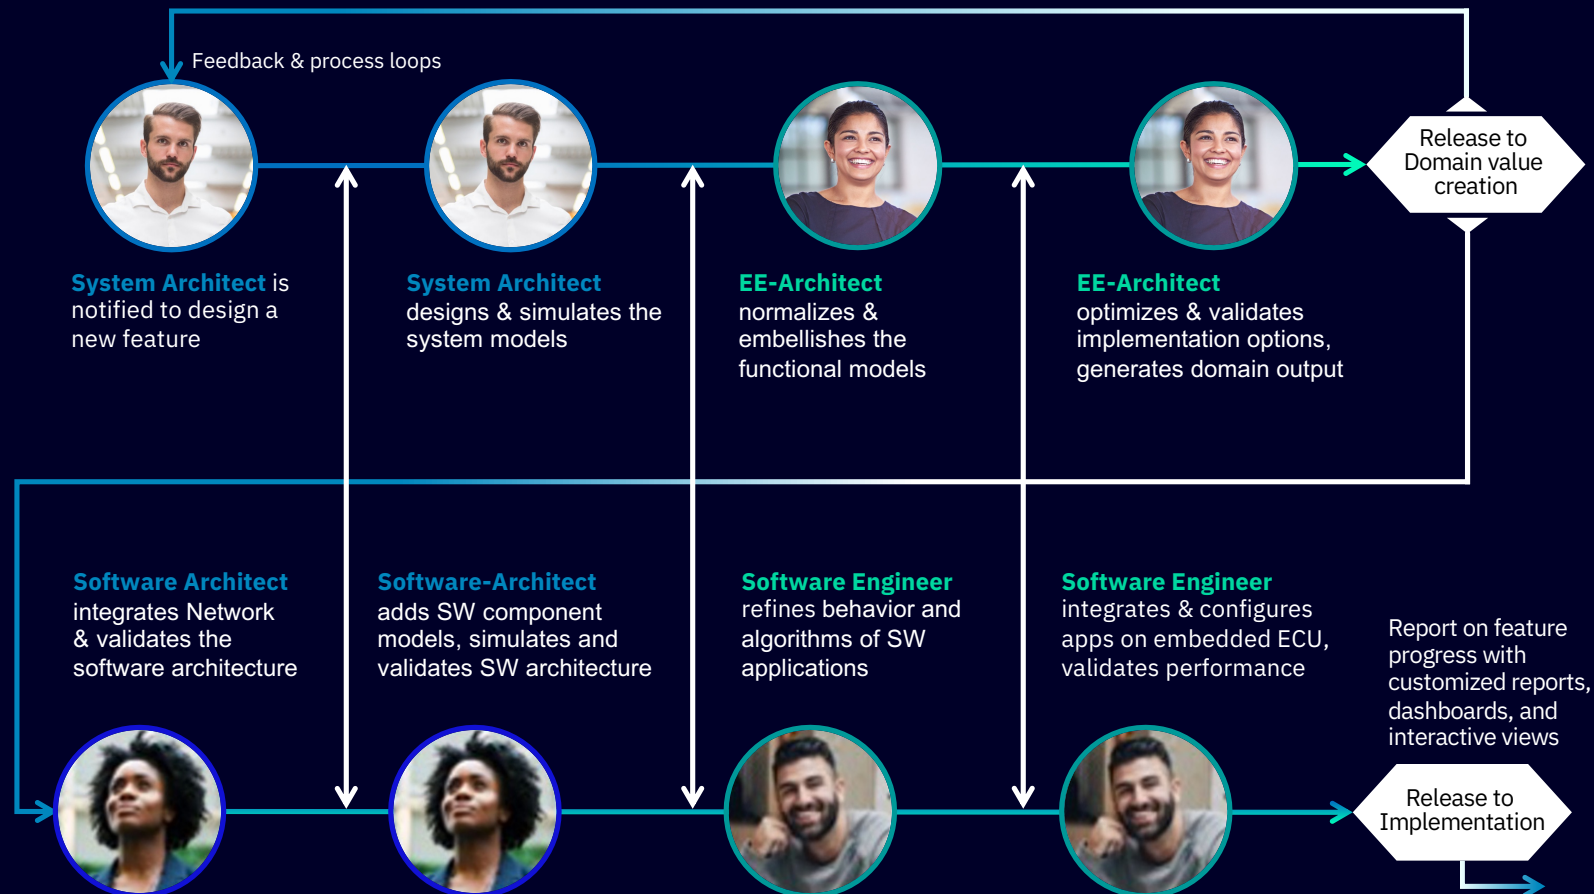 Feedback & process loops
Release to
Domain value
creation
System Architect is
notified to design a
new feature
System Architect
designs & simulates the
system models
EE-Architect
normalizes &
embellishes the
functional models
EE-Architect
optimizes & validates
implementation options,
generates domain output
Software Architect
integrates Network
& validates the
software architecture
Software-Architect
adds SW component
models, simulates and
validates SW architecture
Software Engineer
refines behavior and
algorithms of SW
applications
Software Engineer
integrates & configures
apps on embedded ECU,
validates performance
Report on feature
progress with
customized reports,
dashboards, and
interactive views
Release to
Implementation